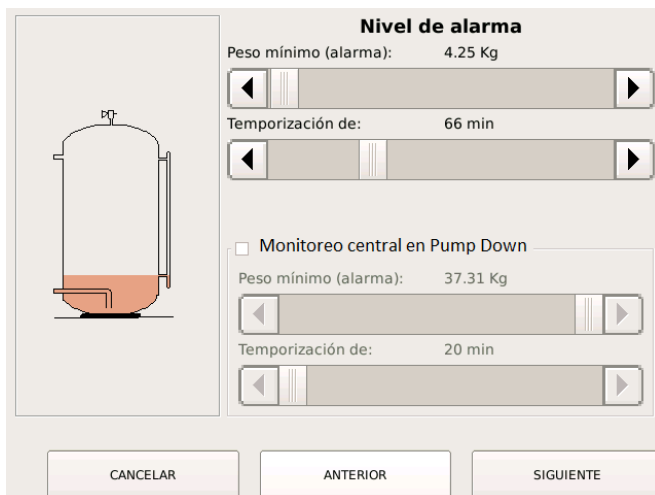 Nivel de alarma
Peso mínimo (alarma): 4.25 Kg
Temporización de: 66 min
Monitoreo central en Pump Down
Peso mínimo (alarma): 37.31 Kg
Temporización de: 20 min
CANCELAR ANTERIOR SIGUIENTE